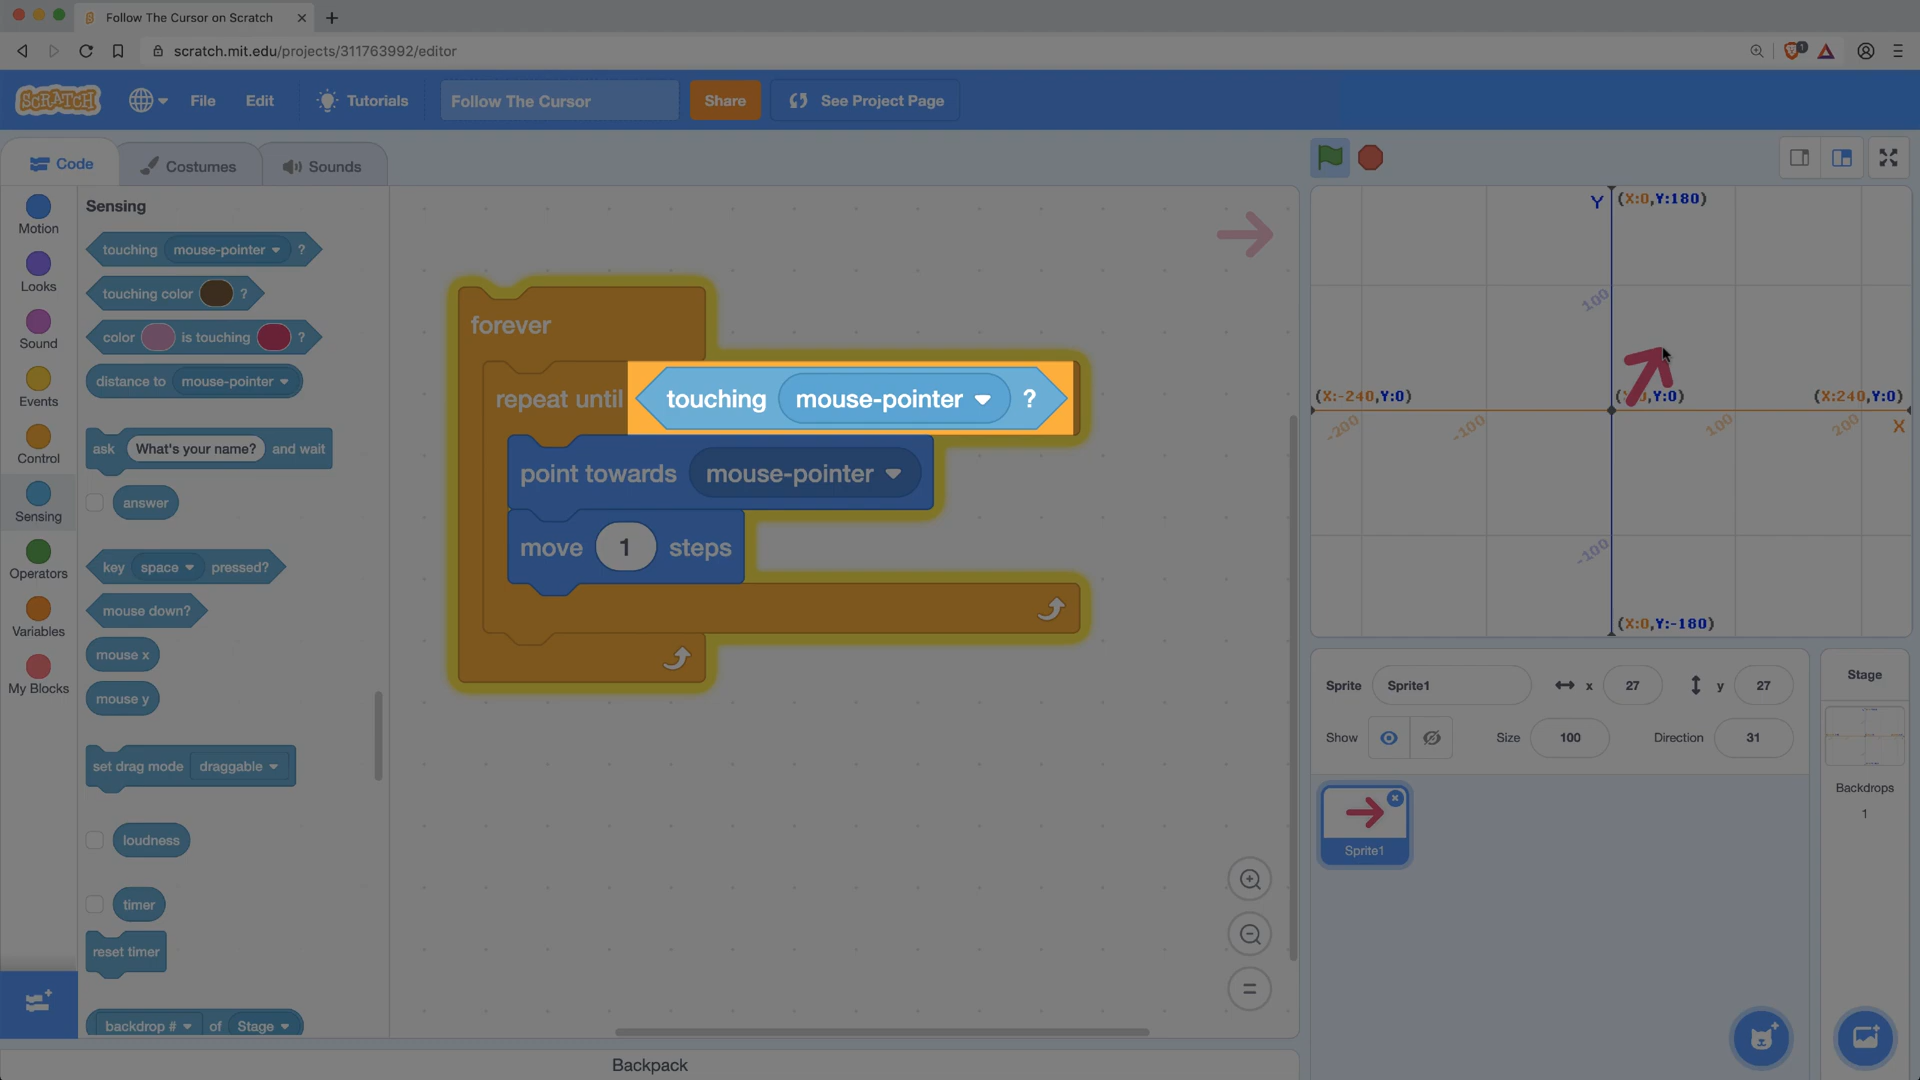 Follow The Cursor on Scratch
scratch.mit.edu/projects/311763992/editor
1
SCRATCH
File
Edit
Tutorials
Follow The Cursor
Share
See Project Page
Code
Costumes
Sounds
Motion
Looks
Sound
Events
Control
Sensing
Operators
Variables
My Blocks
Sensing
touching mouse-pointer ?
touching color ?
color is touching ?
distance to mouse-pointer
ask What's your name? and wait
answer
key space pressed?
mouse down?
mouse x
mouse y
set drag mode draggable
loudness
timer
reset timer
backdrop # of Stage
forever
repeat until touching mouse-pointer ?
point towards mouse-pointer
move 1 steps
Backpack
Y (X:0,Y:180)
100
(X:-240,Y:0) Y:0) (X:240,Y:0)
-200 -100 100 200 X
-100
(X:0,Y:-180)
Sprite Sprite1 x 27 y 27
Show Size 100 Direction 31
Sprite1
Stage
Backdrops
1